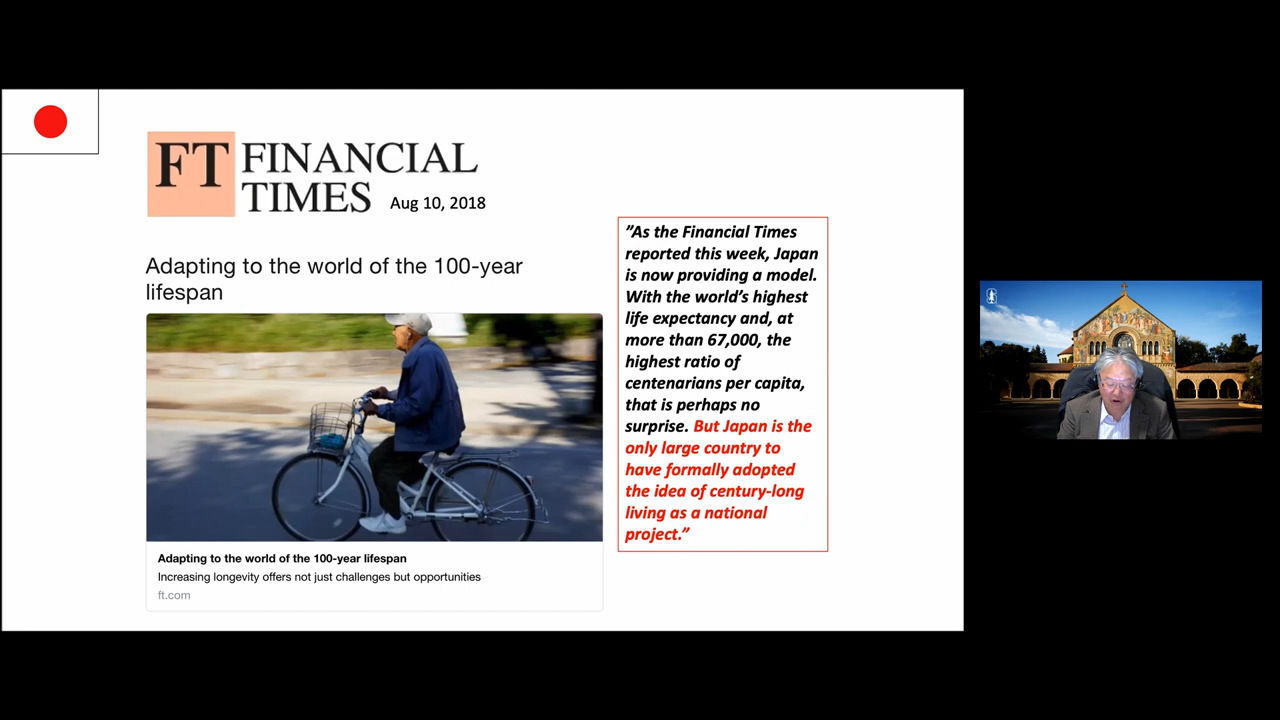 FT FINANCIAL
TIMES Aug 10, 2018
Adapting to the world of the 100-year
lifespan
Adapting to the world of the 100-year lifespan
Increasing longevity offers not just challenges but opportunities
ft.com
”As the Financial Times
reported this week, Japan
is now providing a model.
With the world’s highest
life expectancy and, at
more than 67,000, the
highest ratio of
centenarians per capita,
that is perhaps no
surprise. But Japan is the
only large country to
have formally adopted
the idea of century-long
living as a national
project.”